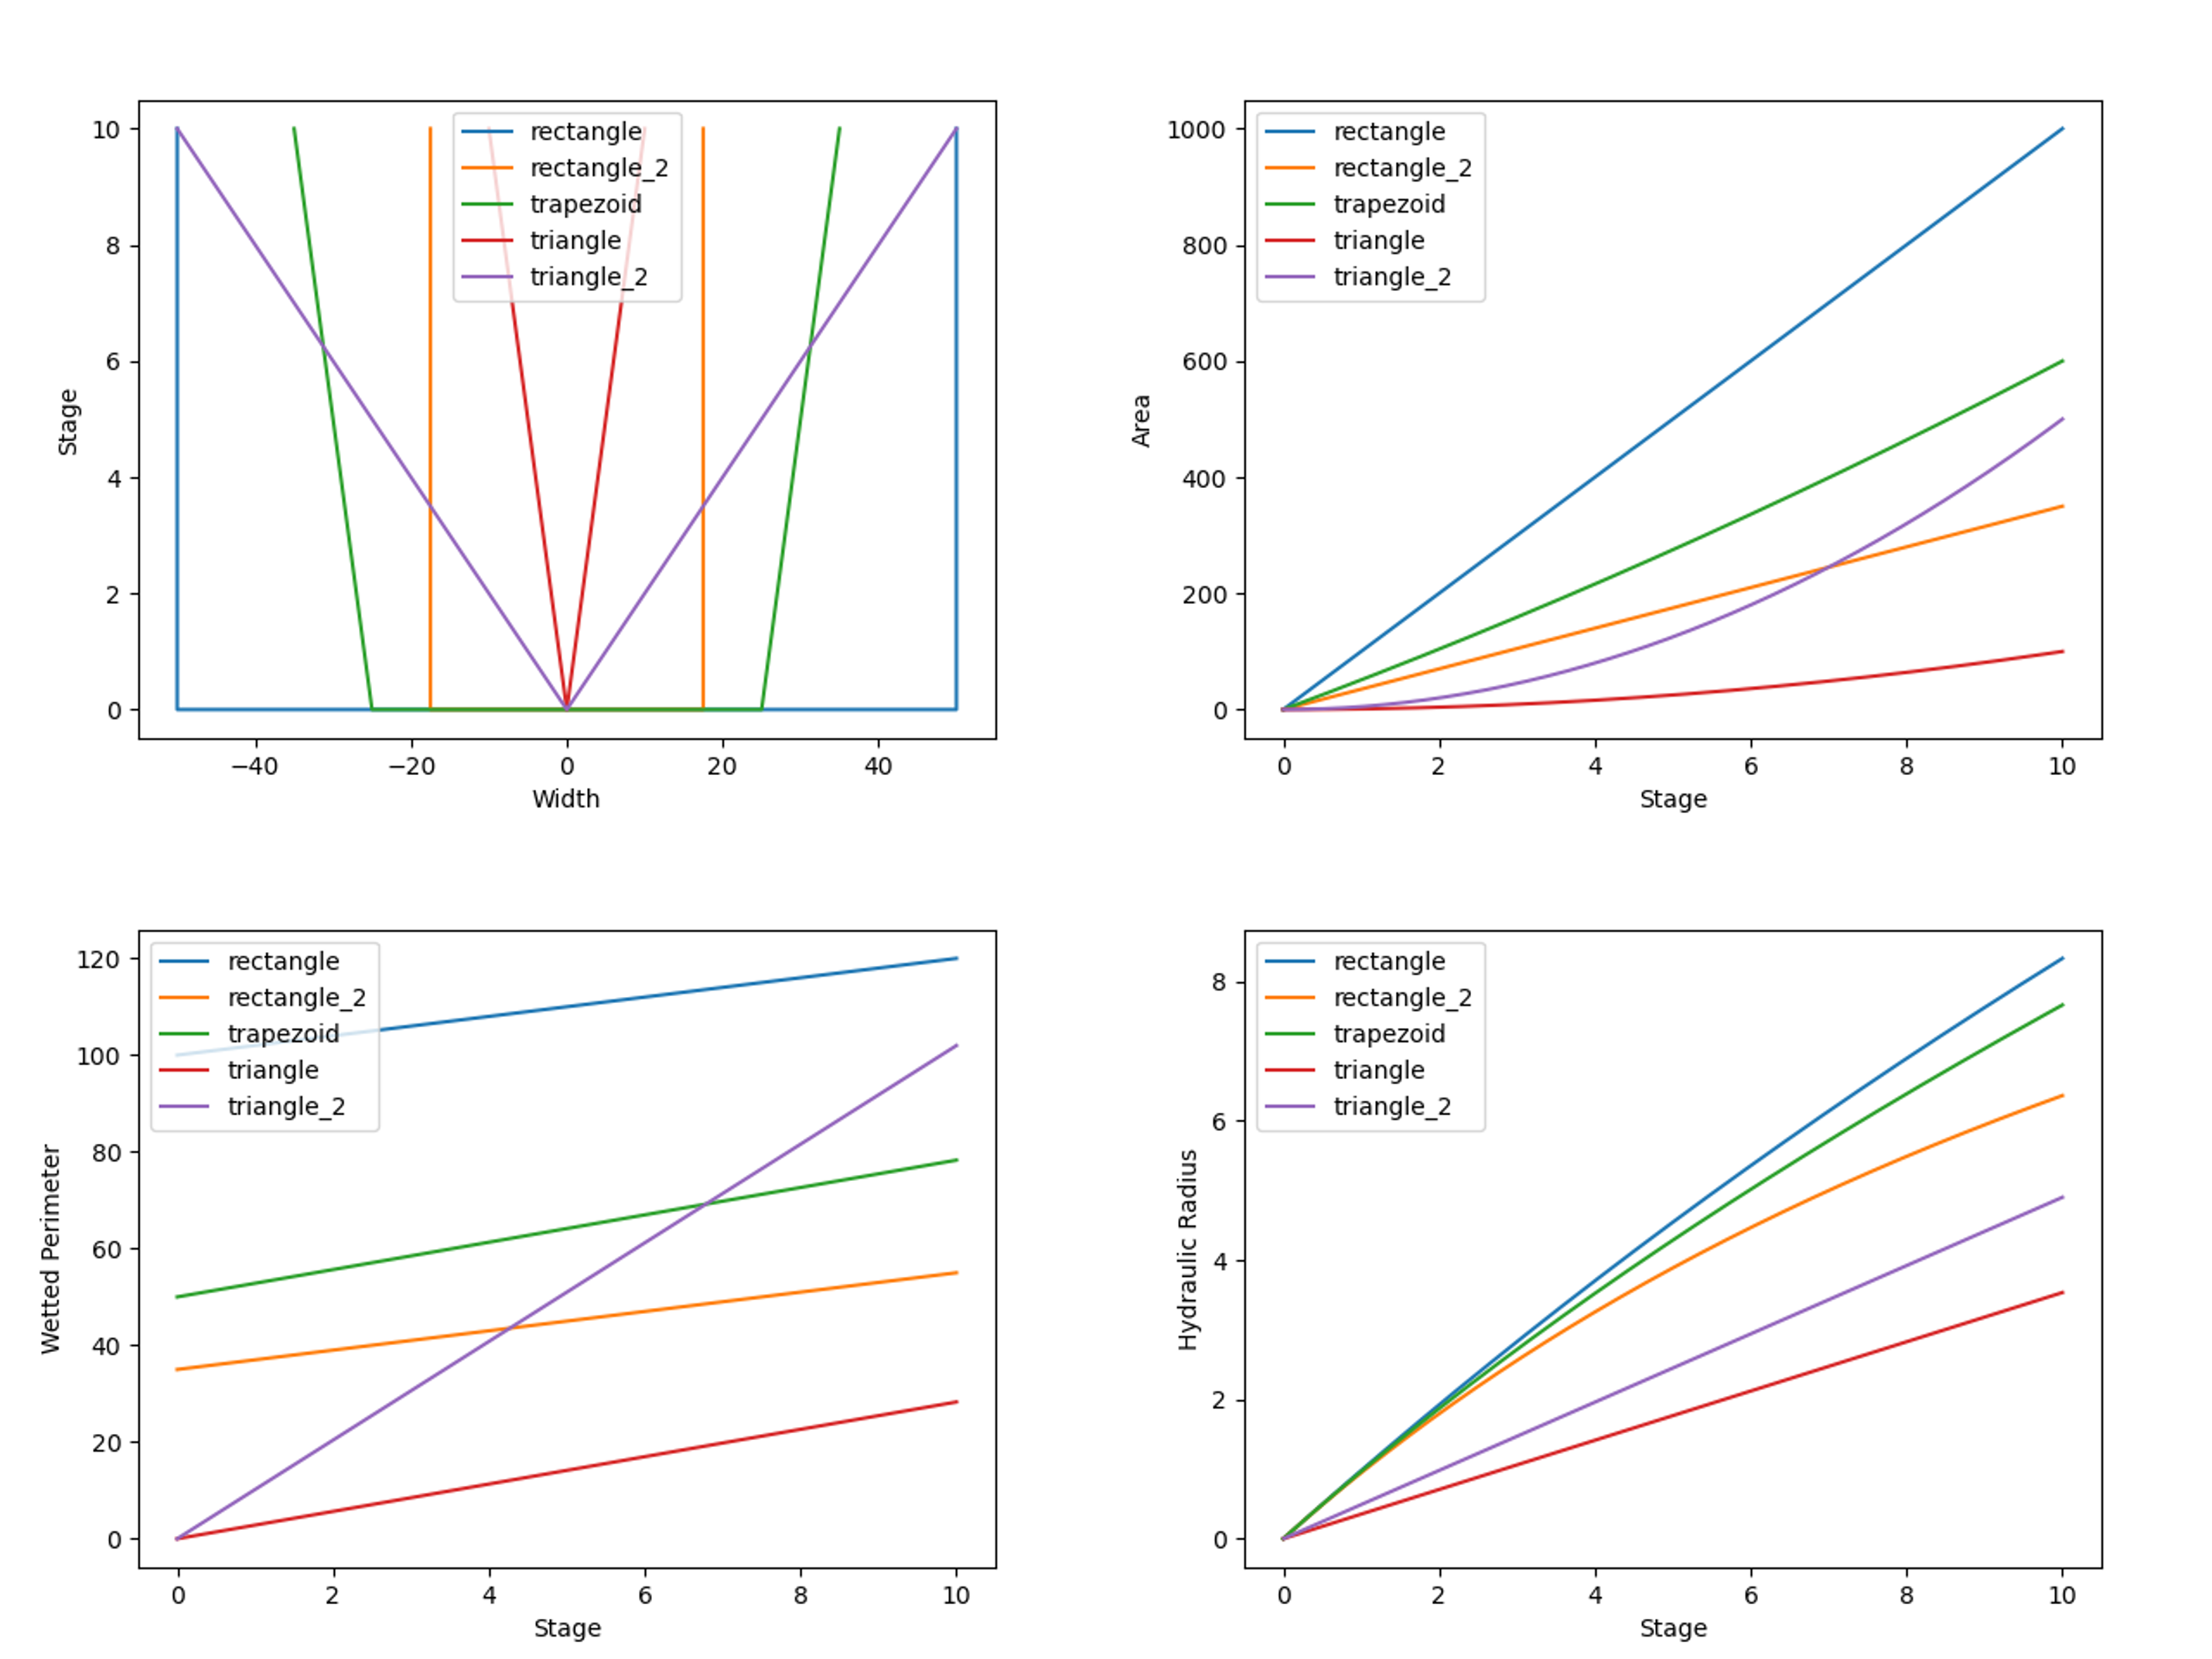 10
8
6
4
2
0
Stage
−40
−20
0
20
40
Width
rectangle
rectangle_2
trapezoid
triangle
triangle_2
1000
800
600
400
200
0
Area
0
2
4
6
8
10
Stage
rectangle
rectangle_2
trapezoid
triangle
triangle_2
120
100
80
60
40
20
0
Wetted Perimeter
0
2
4
6
8
10
Stage
rectangle
rectangle_2
trapezoid
triangle
triangle_2
8
6
4
2
0
Hydraulic Radius
0
2
4
6
8
10
Stage
rectangle
rectangle_2
trapezoid
triangle
triangle_2